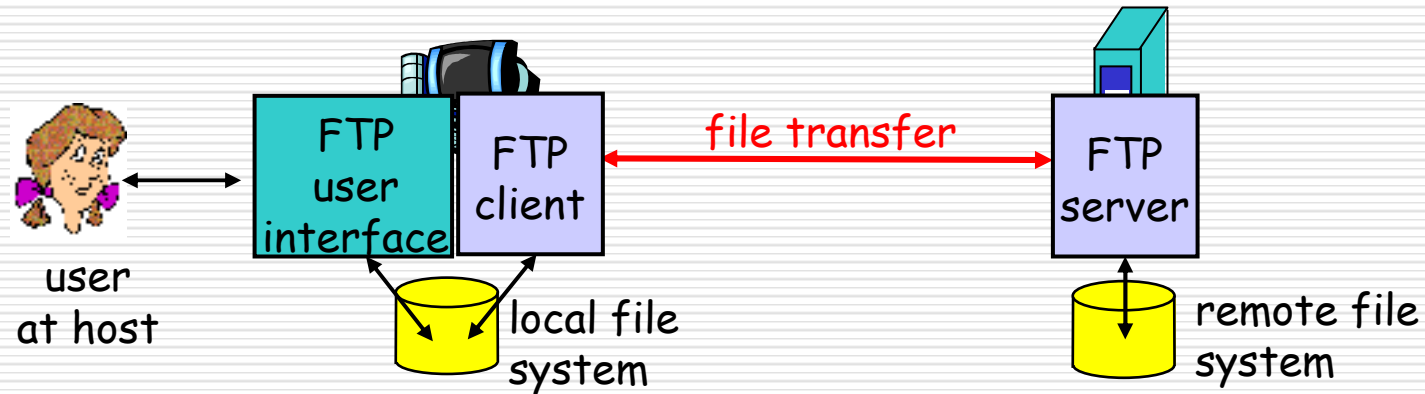 FTP
user
interface
FTP
client
file transfer
FTP
server
user
at host
local file
system
remote file
system